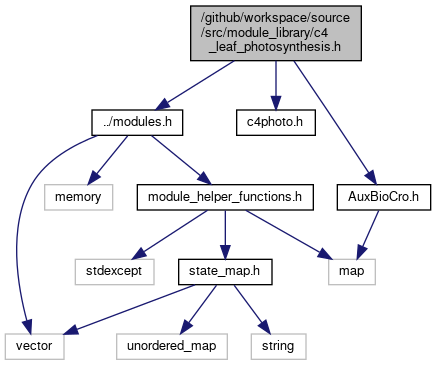 /github/workspace/source
/src/module_library/c4
_leaf_photosynthesis.h
../modules.h
c4photo.h
memory
module_helper_functions.h
AuxBioCro.h
stdexcept
state_map.h
map
vector
unordered_map
string